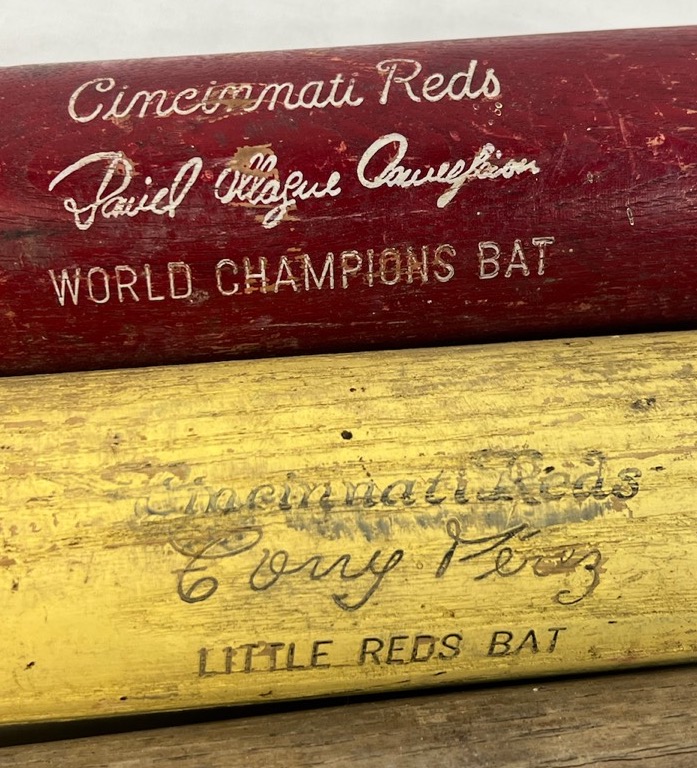 Cincinnati Reds
David
WORLD CHAMPIONS BAT
Cincinnati Reds
Tony Perez
LITTLE REDS BAT